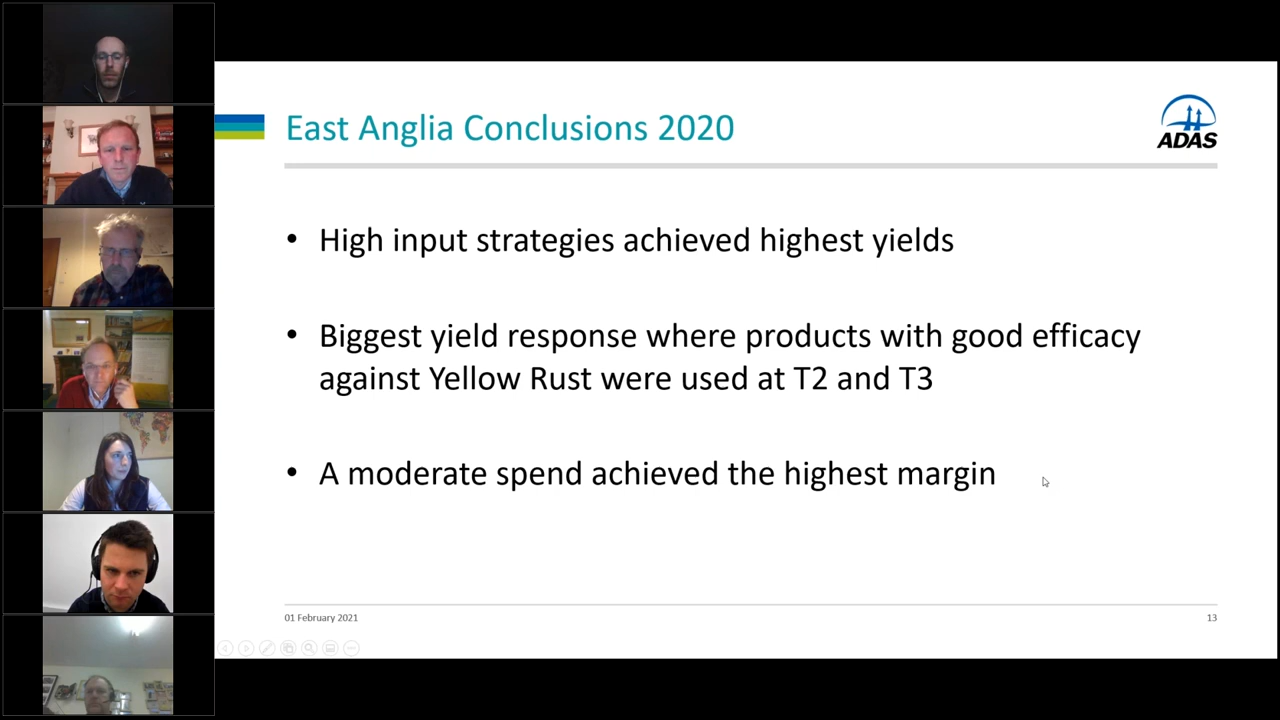 East Anglia Conclusions 2020
ADAS
• High input strategies achieved highest yields
• Biggest yield response where products with good efficacy
against Yellow Rust were used at T2 and T3
• A moderate spend achieved the highest margin
01 February 2021
13